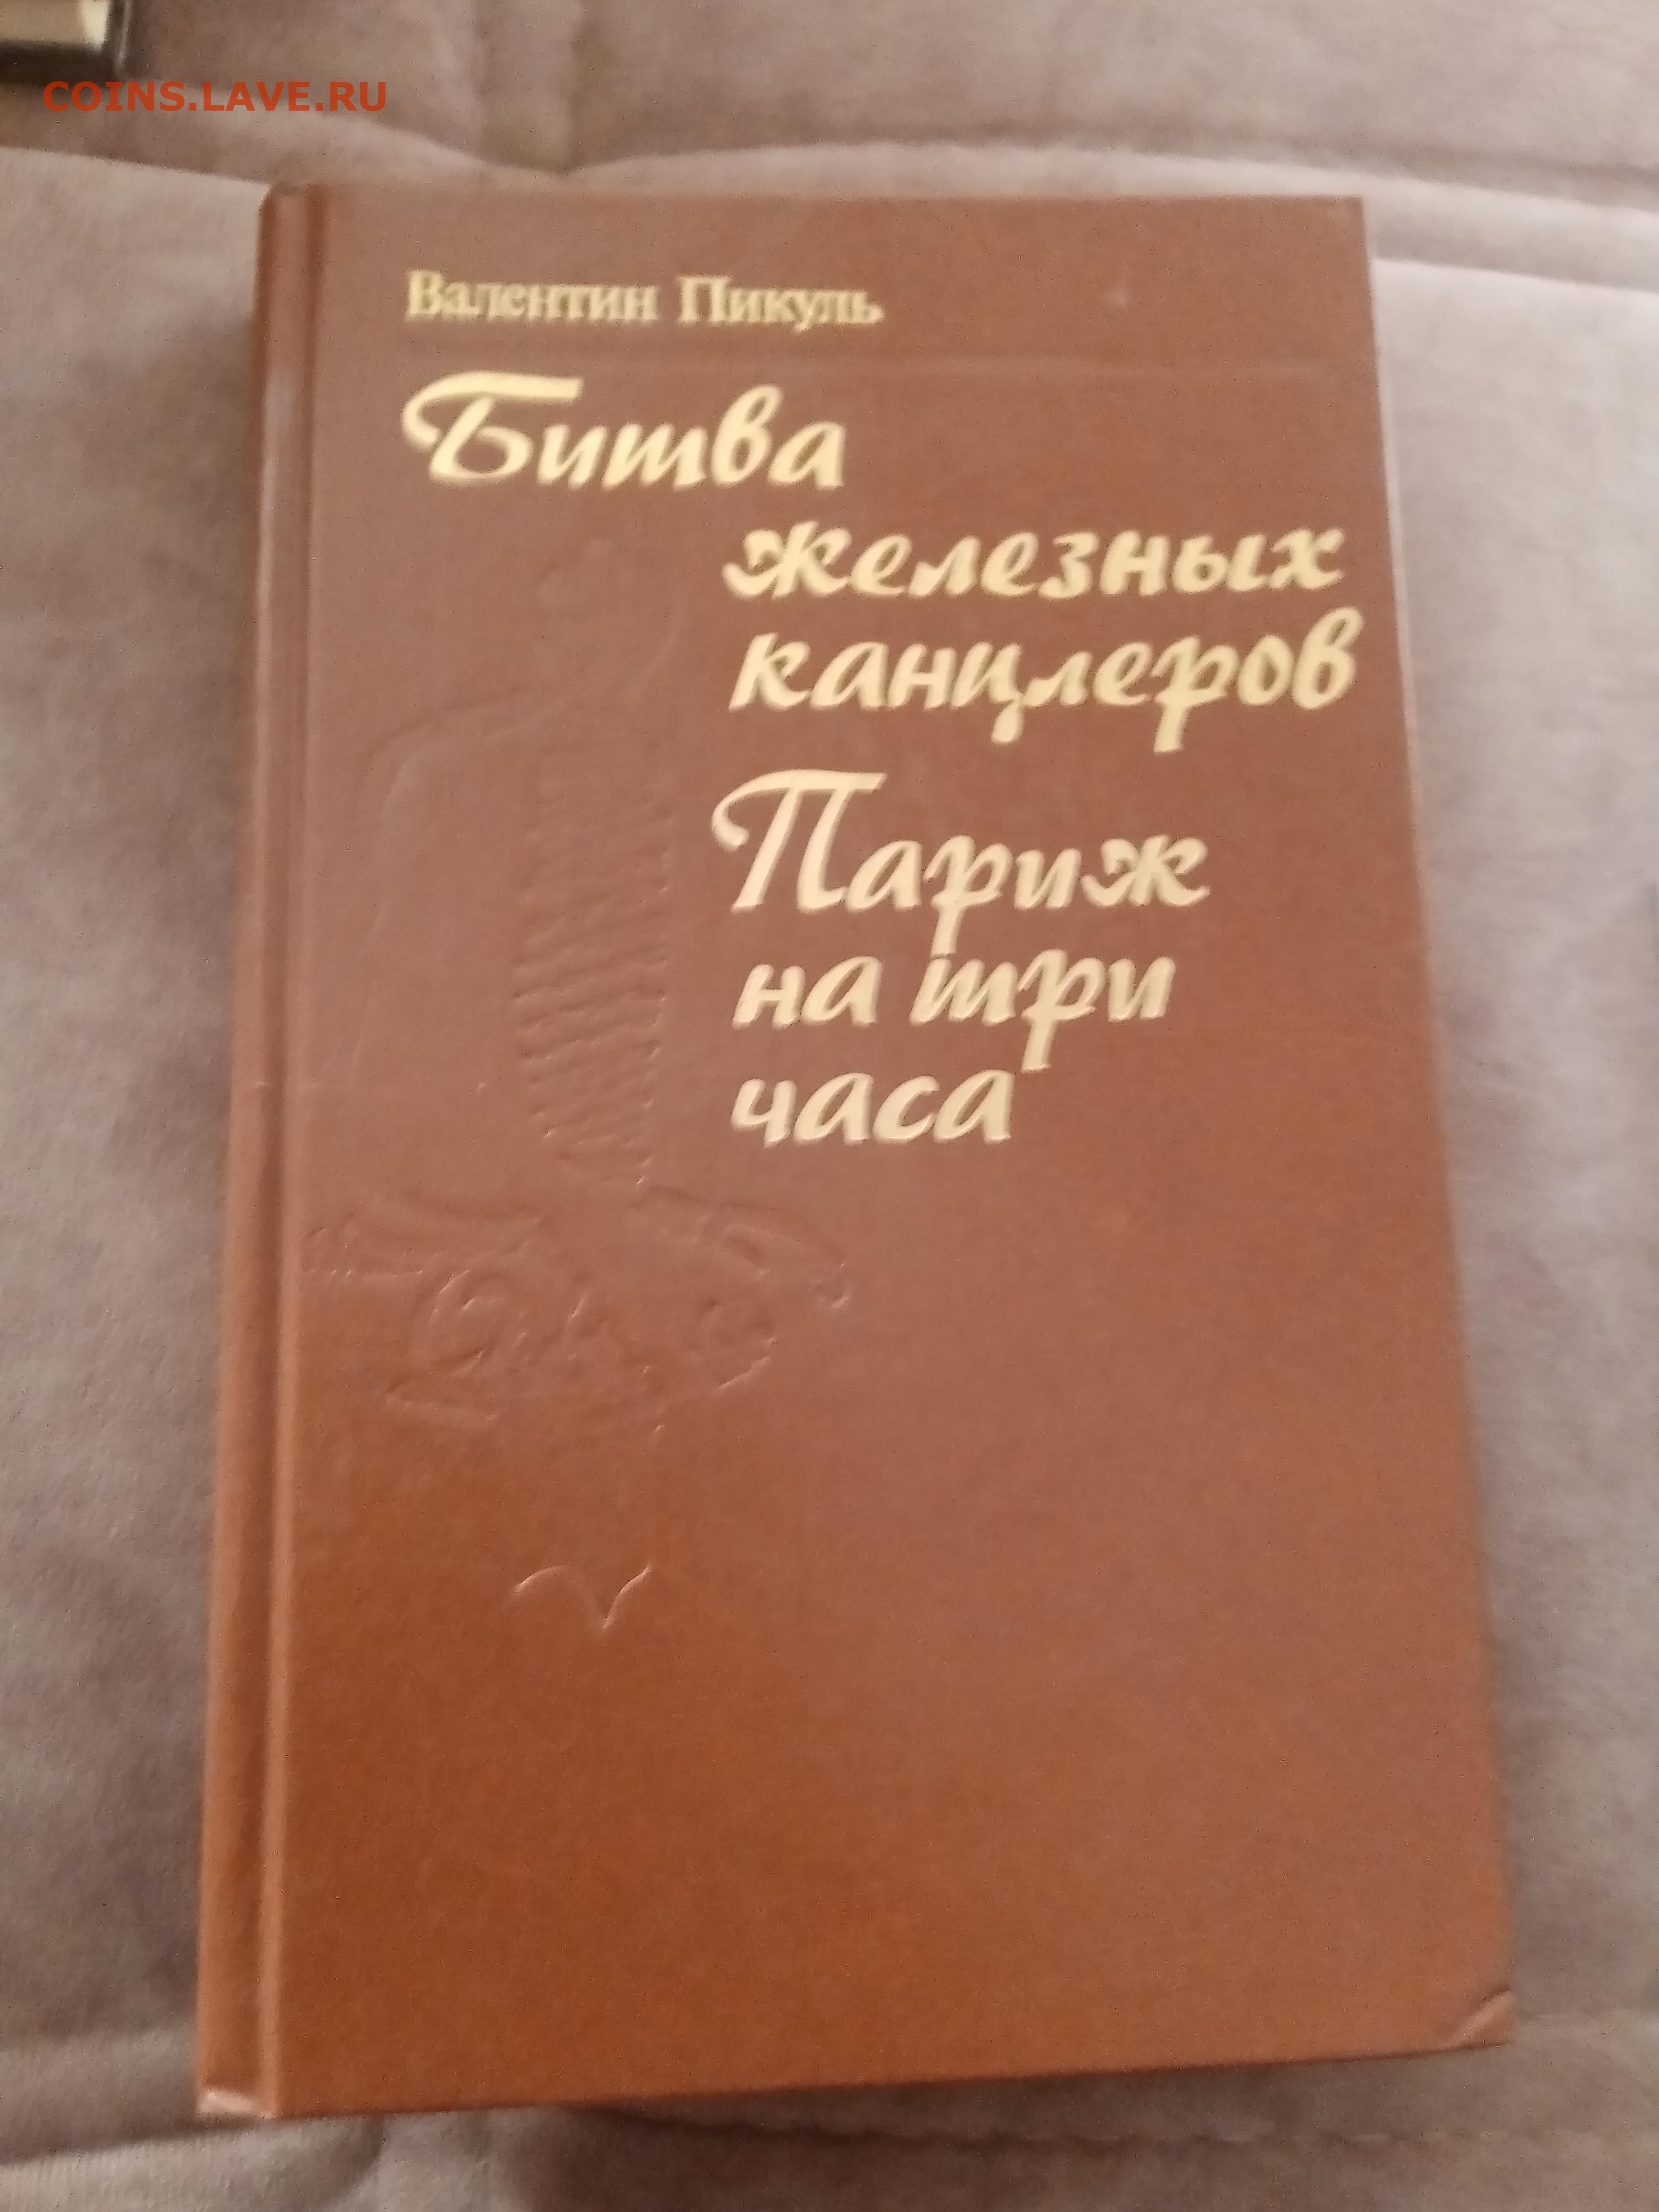 COINS.LAVE.RU
Валентин Пикуль
Битва
железных
канцлеров
Париж
на три
часа